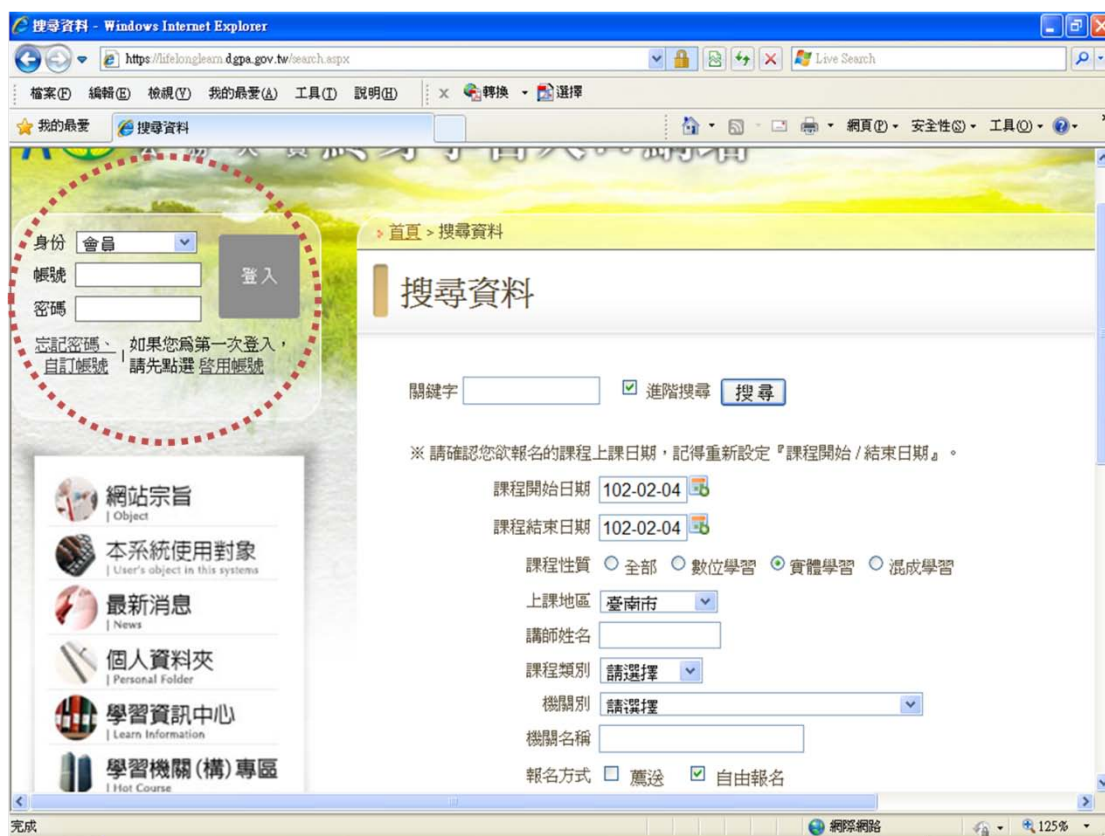 搜尋資料 - Windows Internet Explorer
https://lifelonglearn.dgpa.gov.tw/search.aspx
Live Search
檔案(F) 編輯(E) 檢視(V) 我的最愛(A) 工具(T) 說明(H) x 轉換 選擇
我的最愛 搜尋資料 網頁(P) 安全性(S) 工具(O)
身份 會員
帳號
密碼
登入
忘記密碼、
自訂帳號
如果您為第一次登入，
請先點選 啓用帳號
網站宗旨
| Object
本系統使用對象
| User's object in this systems
最新消息
| News
個人資料夾
| Personal Folder
學習資訊中心
| Learn Information
學習機關(構)專區
| Hot Course
首頁 > 搜尋資料
搜尋資料
關鍵字 進階搜尋 搜尋
※ 請確認您欲報名的課程上課日期，記得重新設定『課程開始 / 結束日期』。
課程開始日期 102-02-04
課程結束日期 102-02-04
課程性質 全部 數位學習 實體學習 混成學習
上課地區 臺南市
講師姓名
課程類別 請選擇
機關別 請選擇
機關名稱
報名方式 薦送 自由報名
完成 網際網路 125%